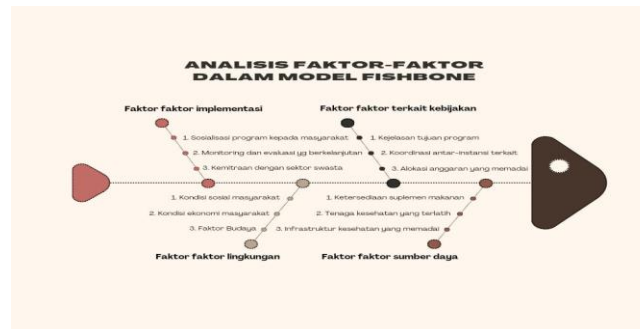 ANALISIS FAKTOR-FAKTOR
DALAM MODEL FISHBONE
Faktor faktor implementasi
1. Sosialisasi program kepada masyarakat
2. Monitoring dan evaluasi yg berkelanjutan
3. Kemitraan dengan sektor swasta
Faktor faktor terkait kebijakan
1. Kejelasan tujuan program
2. Koordinasi antar-instansi terkait
3. Alokasi anggaran yang memadai
1. Kondisi sosial masyarakat
2. Kondisi ekonomi masyarakat
3. Faktor Budaya
Faktor faktor lingkungan
1. Ketersediaan suplemen makanan
2. Tenaga kesehatan yang terlatih
3. Infrastruktur kesehatan yang memadai
Faktor faktor sumber daya